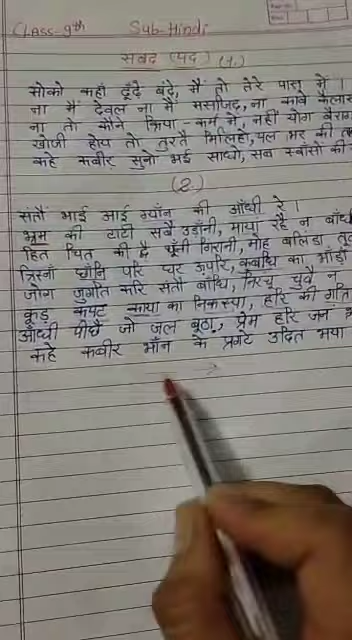 CLASS-9th Sub-Hindi
सबद (पद) (1.)
मोको कहाँ ढूँढे बंदे, मैं तो तेरे पास में ।
ना मैं देवल ना मैं मसजिद, ना काबे कैलास
ना तो कौने क्रिया-कर्म में, नहीं योग बैराग
खोजी होय तो तुरतै मिलिहौं, पल भर की
कहे कबीर सुनो भई साधो, सब स्वाँसों की
(2.)
संतौं भाई आई ग्याँन की आँधी रे ।
भ्रम की टाटी सबै उड़ाँनी, माया रहै न
हिति चित की द्वै थूँनी गिराँनी, मोह बलिंडा
त्रिस्नाँ छाँनि परि घर ऊपरि, कुबधि का भाँडाँ
जोग जुगति करि संतौं बाँधी, निरचू चुवै न
कूड़ कपट काया का निकस्या, हरि की गति
आँधी पीछै जो जल बूठा, प्रेम हरि जन
कहे कबीर भाँन के प्रगटे उदित भया